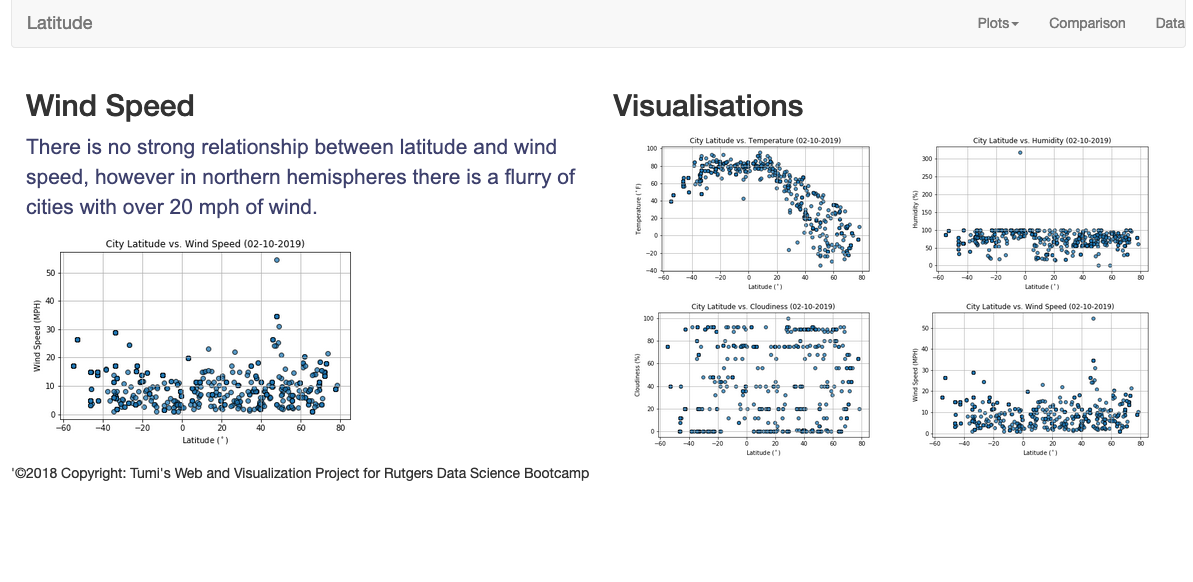 Latitude
Plots
Comparison
Data
Wind Speed
There is no strong relationship between latitude and wind
speed, however in northern hemispheres there is a flurry of
cities with over 20 mph of wind.
City Latitude vs. Wind Speed (02-10-2019)
Wind Speed (MPH)
50
40
30
20
10
0
−60 −40 −20 0 20 40 60 80
Latitude (°)
Visualisations
City Latitude vs. Temperature (02-10-2019)
Temperature (°F)
100
80
60
40
20
0
−20
−40
−60 −40 −20 0 20 40 60 80
Latitude (°)
City Latitude vs. Humidity (02-10-2019)
Humidity (%)
300
250
200
150
100
50
0
−60 −40 −20 0 20 40 60 80
Latitude (°)
City Latitude vs. Cloudiness (02-10-2019)
Cloudiness (%)
100
80
60
40
20
0
−60 −40 −20 0 20 40 60 80
Latitude (°)
City Latitude vs. Wind Speed (02-10-2019)
Wind Speed (MPH)
50
40
30
20
10
0
−60 −40 −20 0 20 40 60 80
Latitude (°)
'©2018 Copyright: Tumi's Web and Visualization Project for Rutgers Data Science Bootcamp